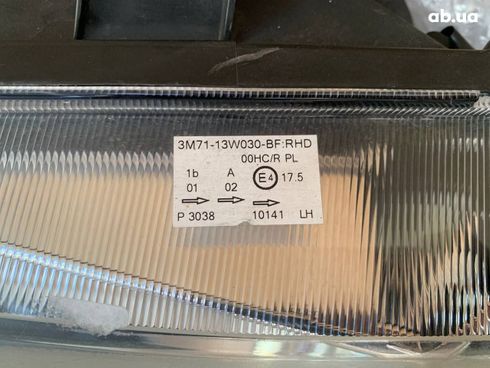 ab.ua
3M71-13W030-BF:RHD
00HC/R PL
1b A E4 17.5
01 02
P 3038 10141 LH